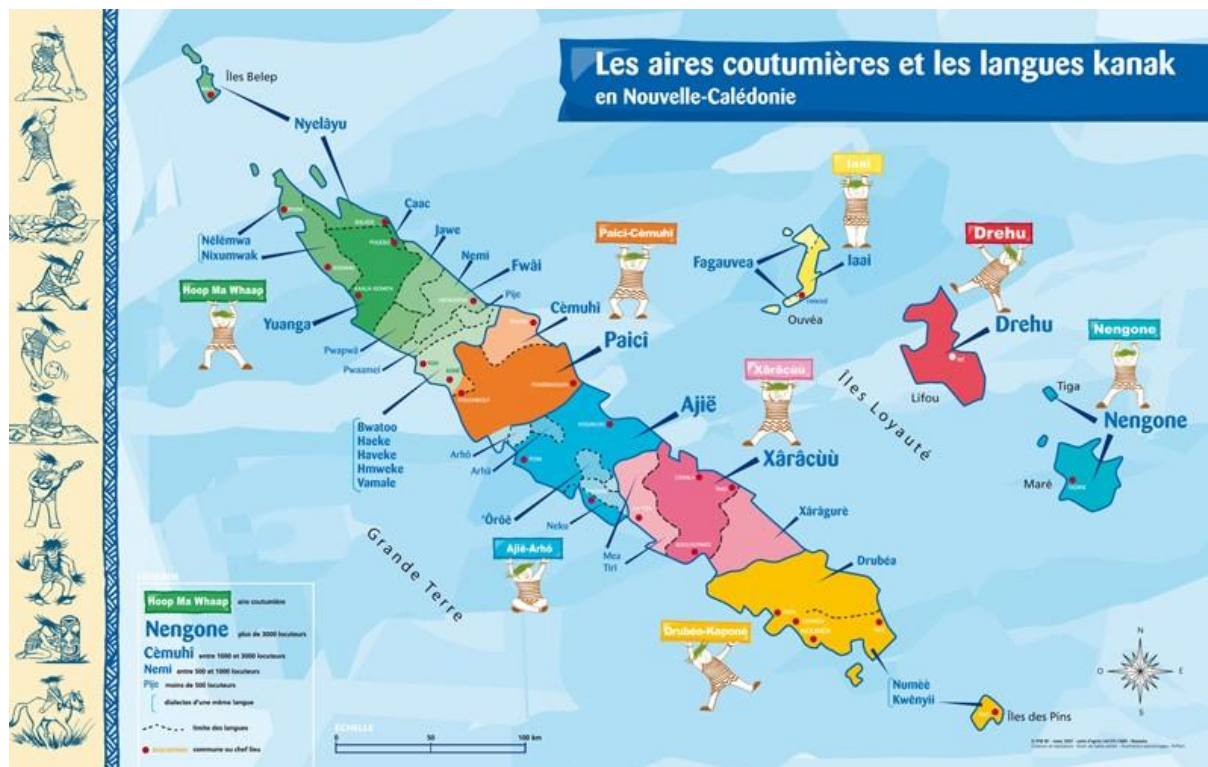 Les aires coutumières et les langues kanak
en Nouvelle-Calédonie
Îles Belep
Nyelâyu
Caac
Jawe
Nemi
Fwâi
Pije
Nêlêmwa
Nixumwak
Hoop Ma Whaap
Yuanga
Pwapwâ
Pwaamei
Paicî-Cèmuhî
Cèmuhî
Paicî
Bwatoo
Haeke
Haveke
Hmweke
Vamale
Iaai
Fagauvea
Iaai
Ouvéa
Drehu
Drehu
Lifou
Îles Loyauté
Nengone
Tiga
Nengone
Maré
Ajië
Arhö
Arhâ
'Ôrôê
Neku
Ajië-Arhö
Xârâcùù
Xârâcùù
Xârâgurè
Mea
Tiri
Grande Terre
Drubéa
Drubéa-Kapone
Numèè
Kwênyii
Îles des Pins
LÉGENDE
Hoop Ma Whaap aire coutumière
Nengone plus de 3000 locuteurs
Cèmuhî entre 1000 et 3000 locuteurs
Nemi entre 500 et 1000 locuteurs
Pije moins de 500 locuteurs
dialectes d'une même langue
limite des langues
commune ou chef lieu
ÉCHELLE
0 50 100 km
N
O E
S